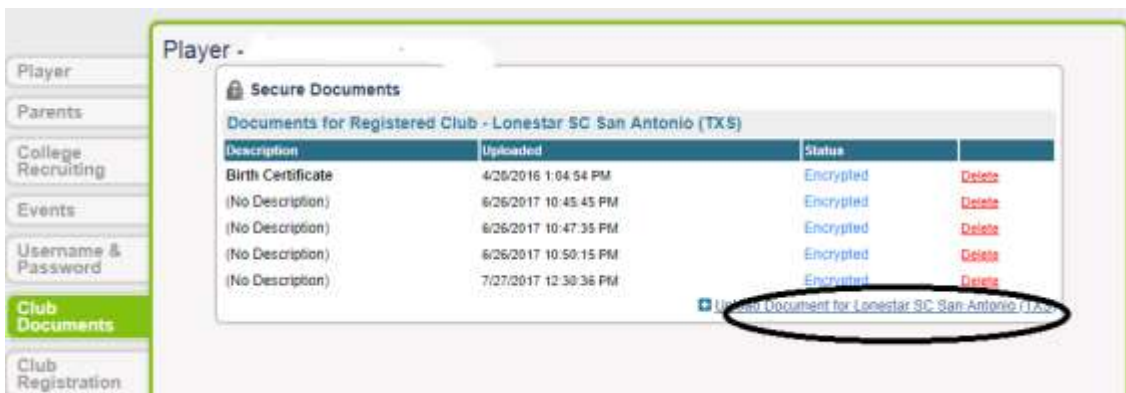 Player -
Player
Parents
College
Recruiting
Events
Username &
Password
Club
Documents
Club
Registration
Secure Documents
Documents for Registered Club - Lonestar SC San Antonio (TXS)
Description Uploaded Status
Birth Certificate 4/28/2016 1:04:54 PM Encrypted Delete
(No Description) 6/26/2017 10:45:45 PM Encrypted Delete
(No Description) 6/26/2017 10:47:35 PM Encrypted Delete
(No Description) 6/26/2017 10:50:15 PM Encrypted Delete
(No Description) 7/27/2017 12:30:36 PM Encrypted Delete
Upload Document for Lonestar SC San Antonio (TXS)